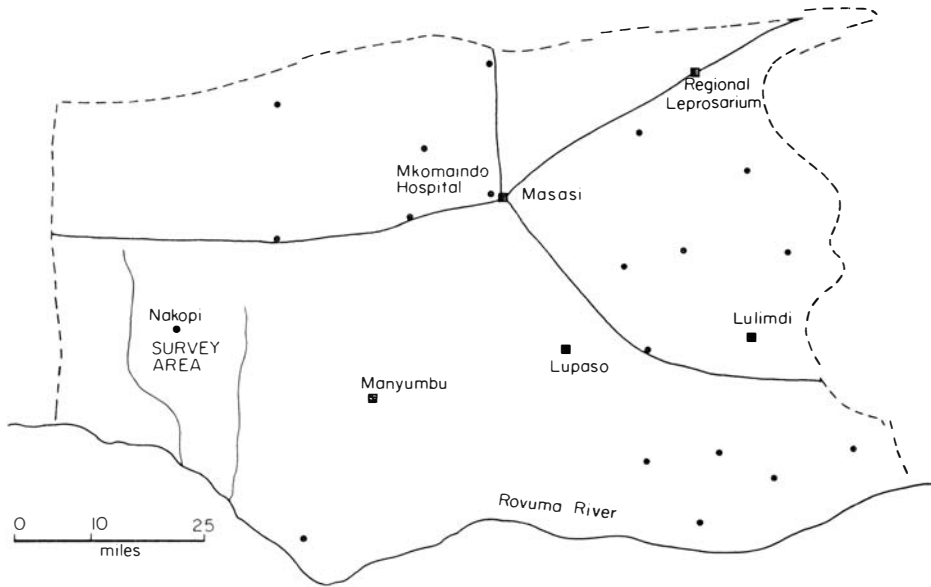 Regional
Leprosarium
Mkomaindo
Hospital
Masasi
Nakopi
SURVEY
AREA
Lulimdi
Lupaso
Manyumbu
Rovuma River
0 10 25
miles